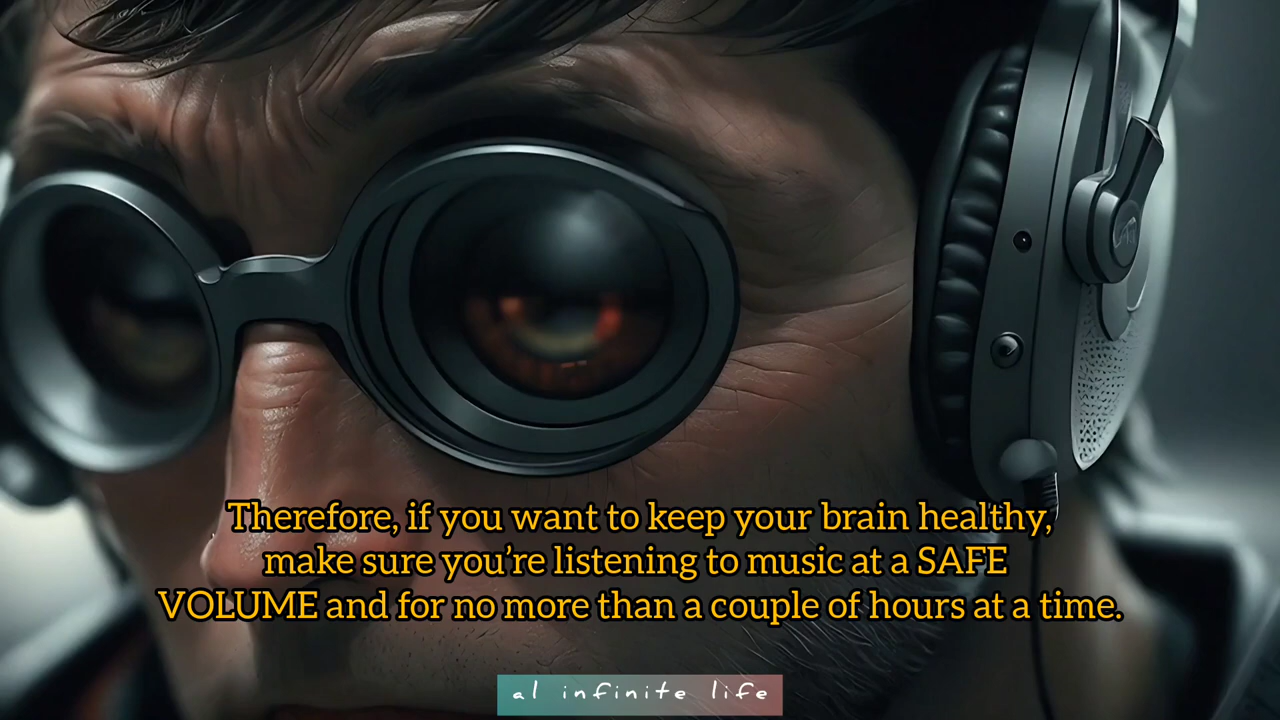 Therefore, if you want to keep your brain healthy,
make sure you’re listening to music at a SAFE
VOLUME and for no more than a couple of hours at a time.
al infinite life